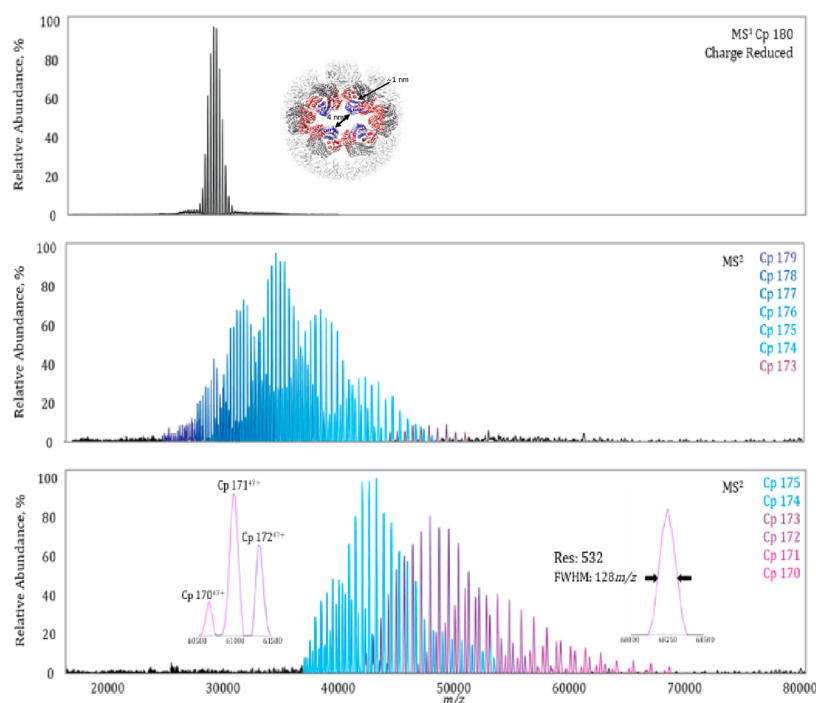 MS¹ Cp 180
Charge Reduced
Relative Abundance, %
100
80
60
40
20
0
~1 nm
4 nm
MS²
Cp 179
Cp 178
Cp 177
Cp 176
Cp 175
Cp 174
Cp 173
Relative Abundance, %
100
80
60
40
20
0
MS²
Cp 175
Cp 174
Cp 173
Cp 172
Cp 171
Cp 170
Relative Abundance, %
100
80
60
40
20
0
Cp 171⁴⁷⁺
Cp 172⁴⁷⁺
Cp 170⁴⁷⁺
60500 61000 61500
Res: 532
FWHM: 128m/z
68000 68250 68500
20000 30000 40000 50000 60000 70000 80000
m/z